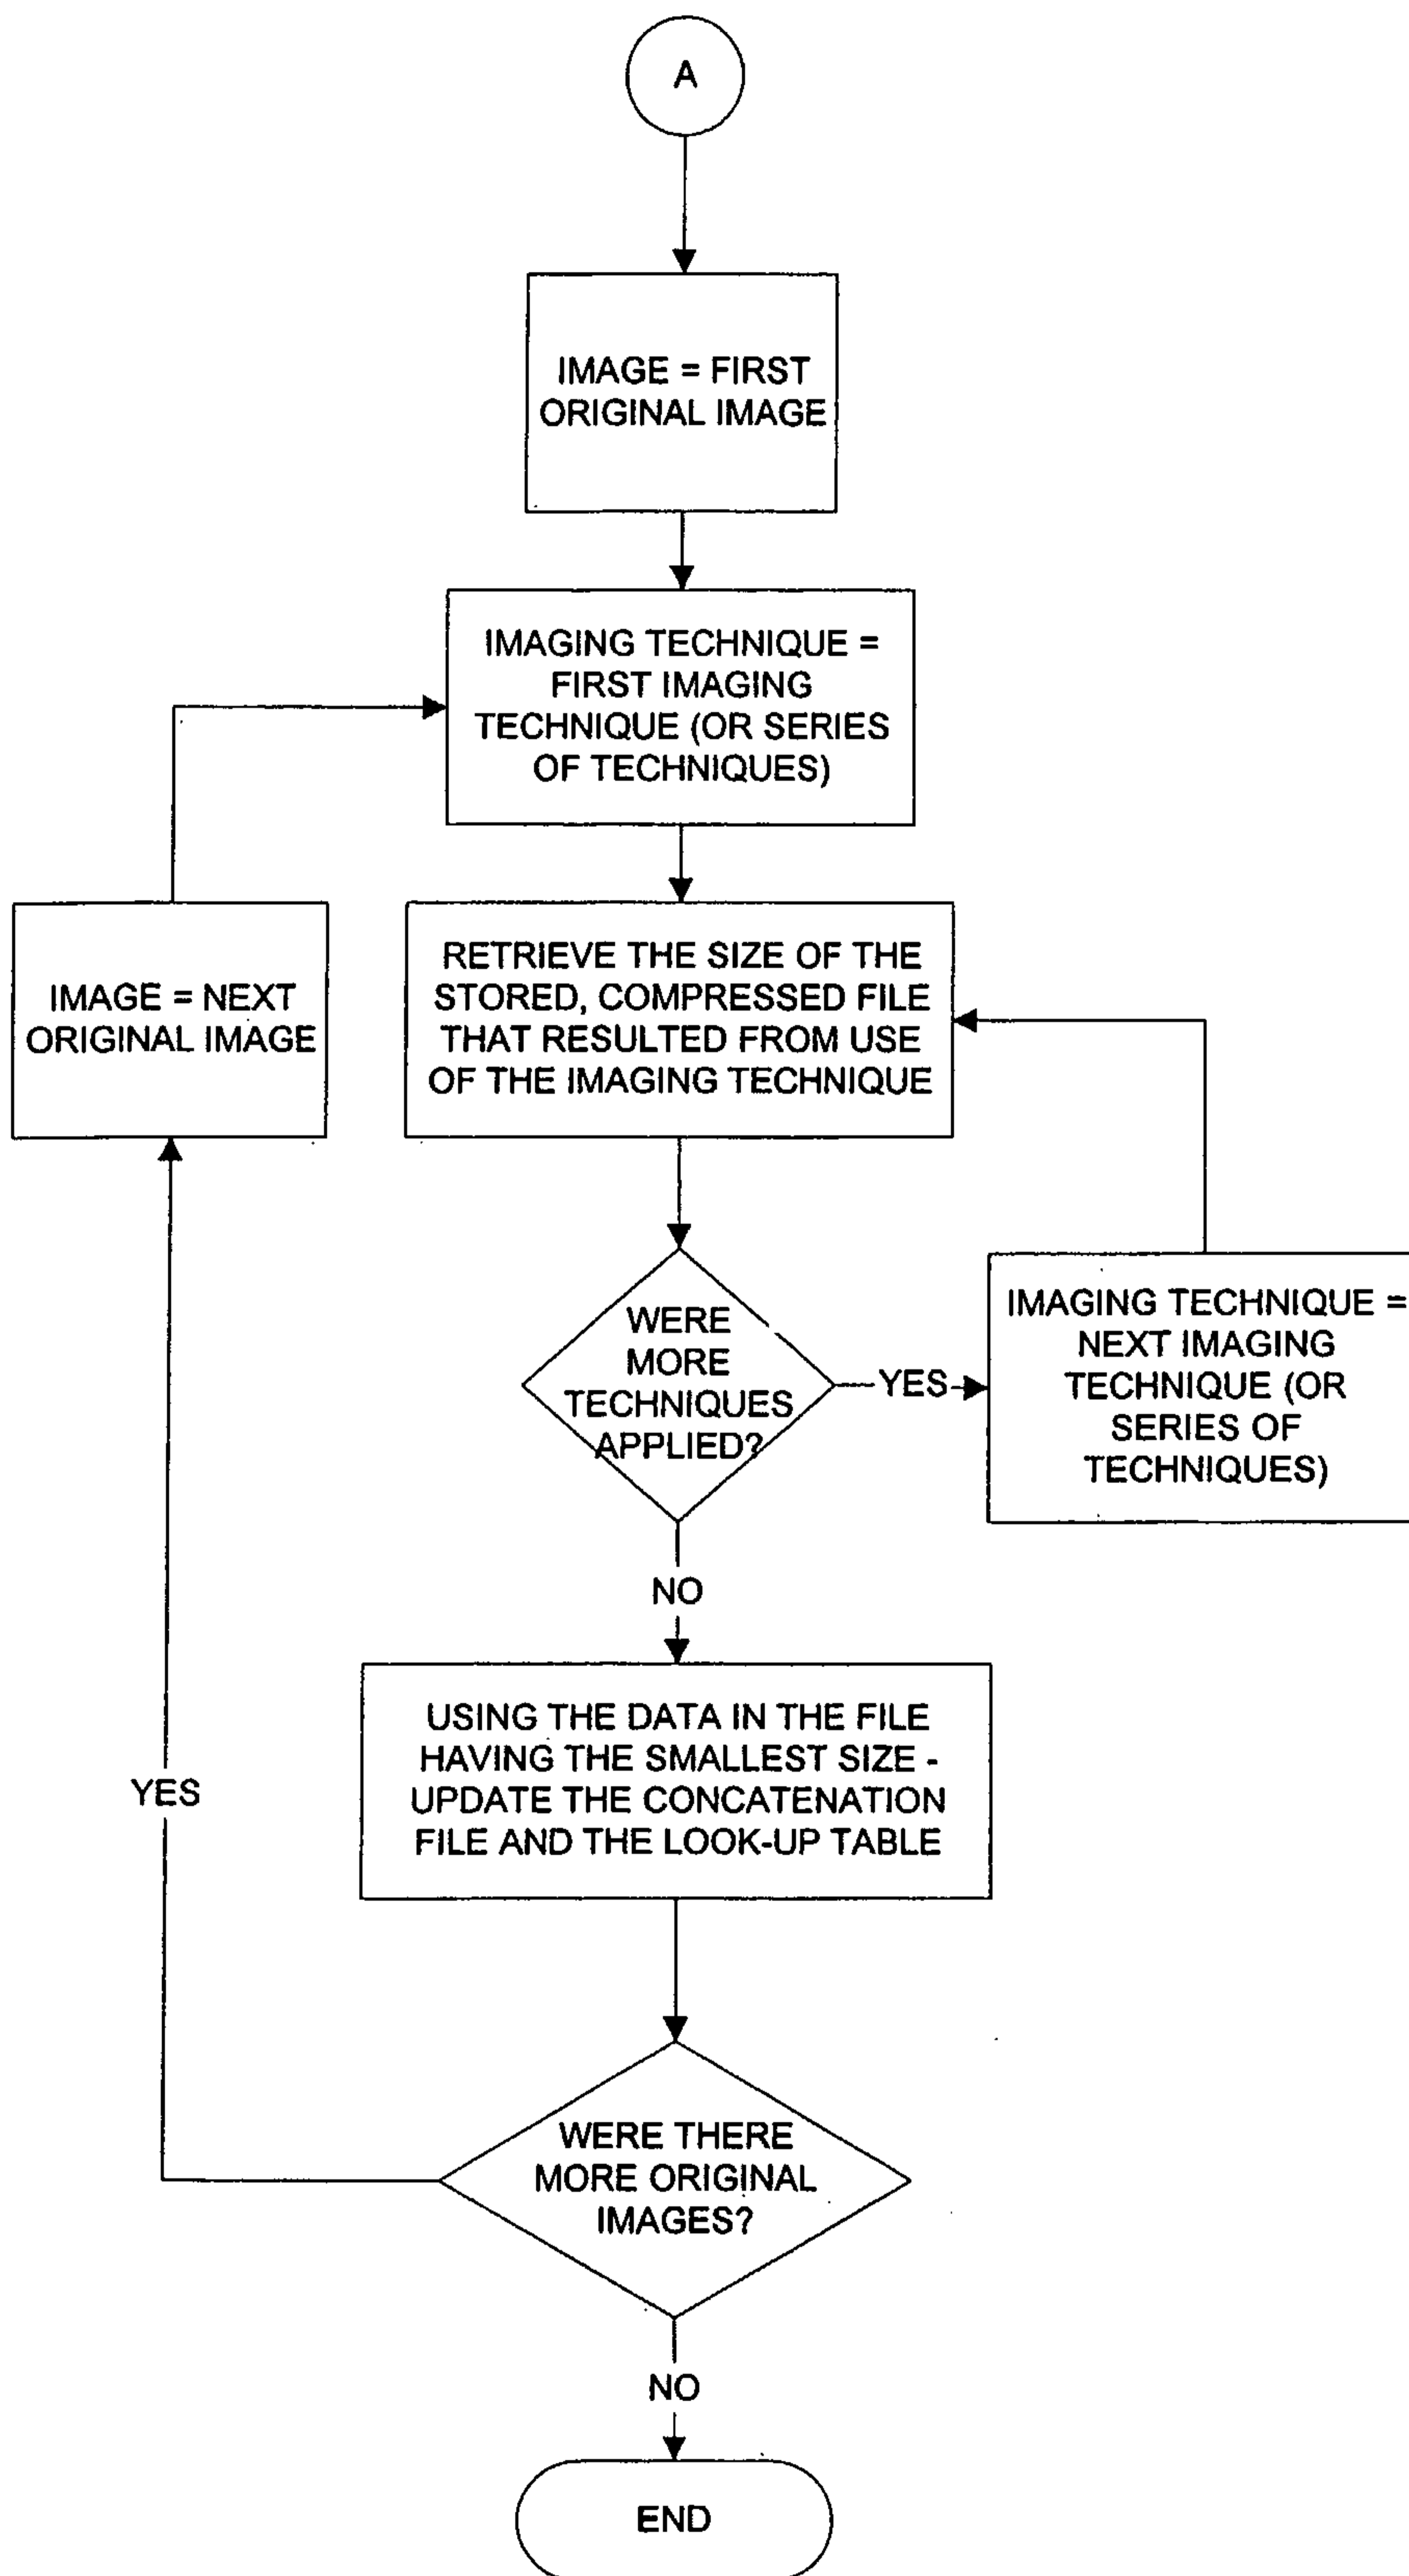 A
IMAGE = FIRST
ORIGINAL IMAGE
IMAGING TECHNIQUE =
FIRST IMAGING
TECHNIQUE (OR SERIES
OF TECHNIQUES)
IMAGE = NEXT
ORIGINAL IMAGE
RETRIEVE THE SIZE OF THE
STORED, COMPRESSED FILE
THAT RESULTED FROM USE
OF THE IMAGING TECHNIQUE
WERE
MORE
TECHNIQUES
APPLIED?
YES
IMAGING TECHNIQUE =
NEXT IMAGING
TECHNIQUE (OR
SERIES OF
TECHNIQUES)
NO
USING THE DATA IN THE FILE
HAVING THE SMALLEST SIZE -
UPDATE THE CONCATENATION
FILE AND THE LOOK-UP TABLE
YES
WERE THERE
MORE ORIGINAL
IMAGES?
NO
END